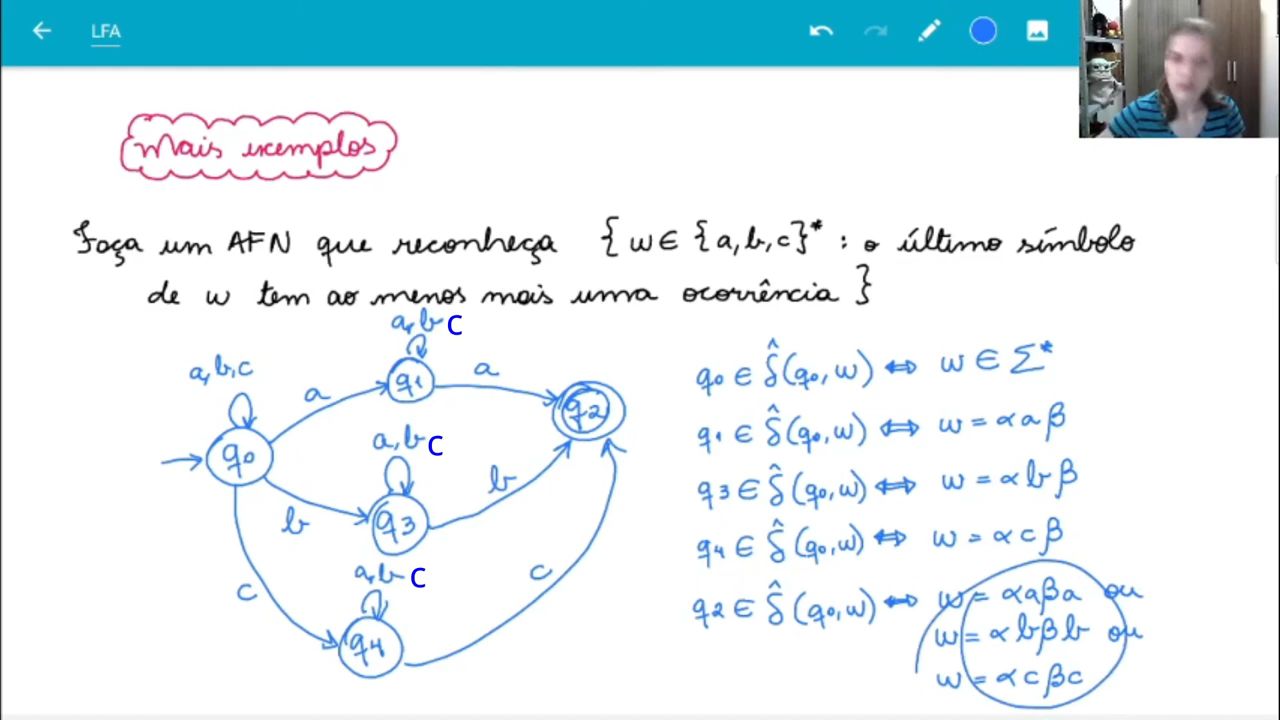 LFA
Mais exemplos
Faça um AFN que reconheça { w ∈ {a,b,c}* : o último símbolo
de w tem ao menos mais uma ocorrência }
a,b c
a,b,c
a
q1
a
q2
q0
a,b c
b
q3
b
c
a,b c
q4
c
q0 ∈ δ̂(q0,w) ⇔ w ∈ Σ*
q1 ∈ δ̂(q0,w) ⇔ w = αaβ
q3 ∈ δ̂(q0,w) ⇔ w = αbβ
q4 ∈ δ̂(q0,w) ⇔ w = αcβ
q2 ∈ δ̂(q0,w) ⇔ w = αaβa ou
w = αbβb ou
w = αcβc